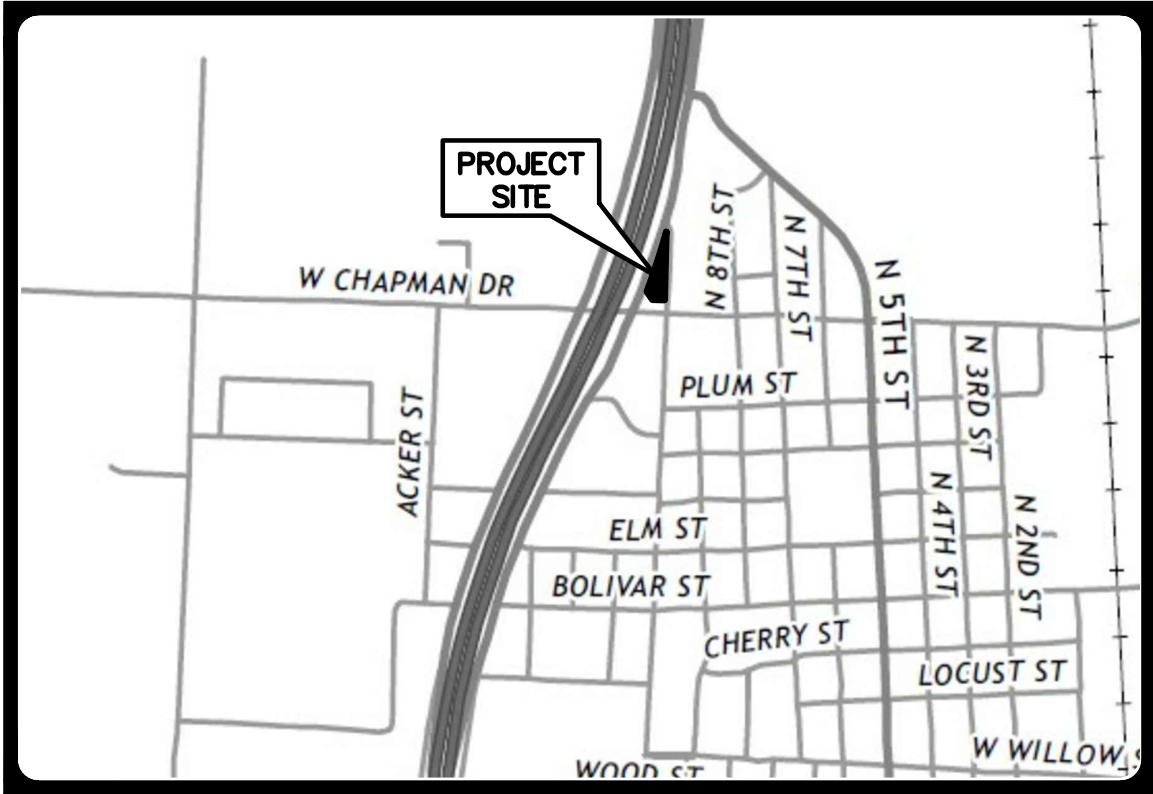 PROJECT
SITE
N 8TH ST
N 7TH ST
N 5TH ST
W CHAPMAN DR
N 3RD ST
PLUM ST
ACKER ST
N 4TH ST
N 2ND ST
ELM ST
BOLIVAR ST
CHERRY ST
LOCUST ST
W WILLOW S
WOOD ST